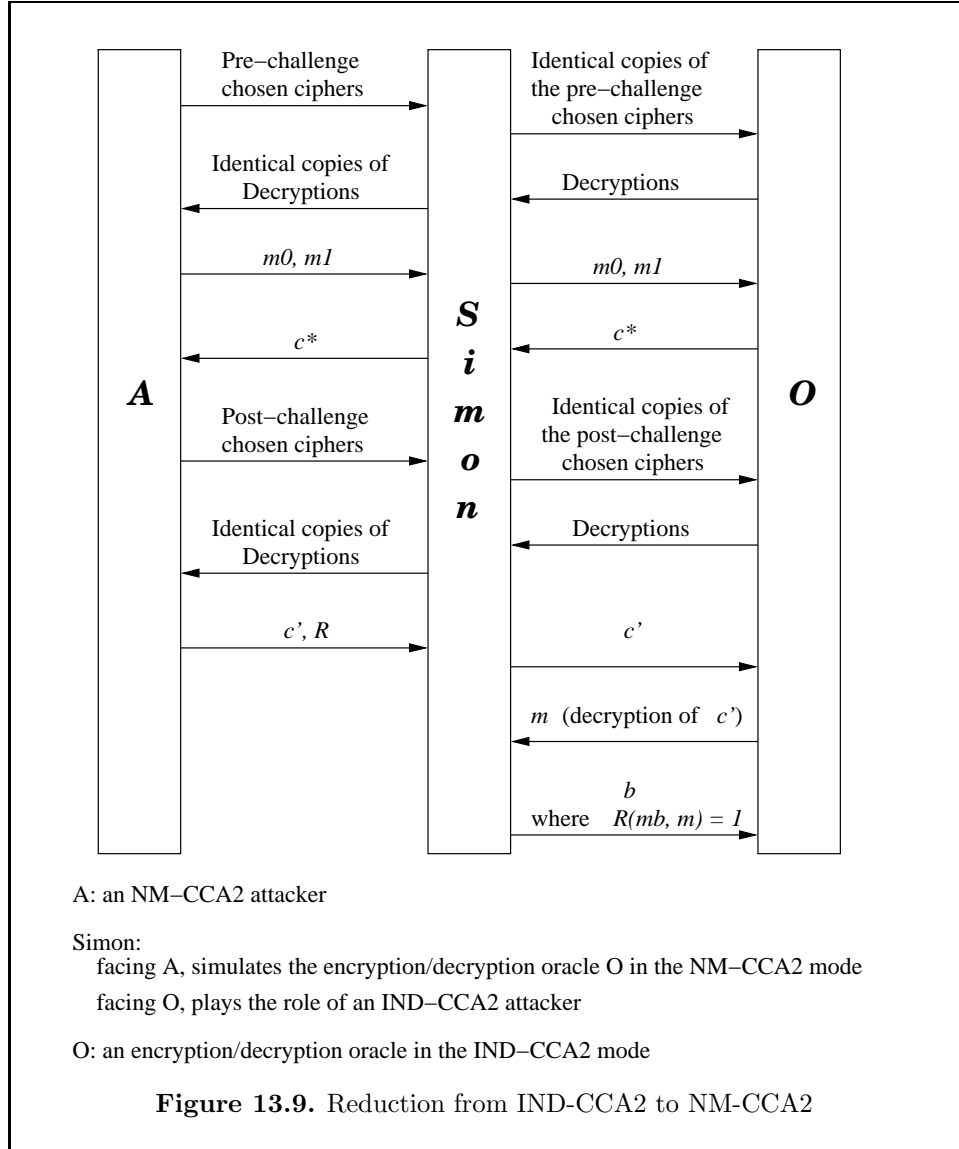 Pre−challenge
chosen ciphers
Identical copies of
the pre−challenge
chosen ciphers
Identical copies of
Decryptions
Decryptions
m0, m1
m0, m1
c*
c*
A
S
i
m
o
n
O
Post−challenge
chosen ciphers
Identical copies of
the post−challenge
chosen ciphers
Identical copies of
Decryptions
Decryptions
c', R
c'
m (decryption of c')
b
where R(mb, m) = 1
A: an NM−CCA2 attacker
Simon:
facing A, simulates the encryption/decryption oracle O in the NM−CCA2 mode
facing O, plays the role of an IND−CCA2 attacker
O: an encryption/decryption oracle in the IND−CCA2 mode
Figure 13.9. Reduction from IND-CCA2 to NM-CCA2